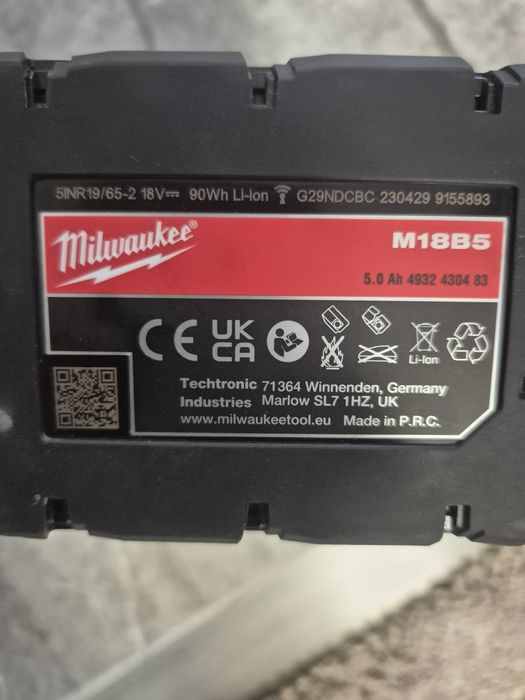 5INR19/65-2 18V⎓ 90Wh Li-ion G29NDCBC 230429 9155893
Milwaukee®
M18B5
5.0 Ah 4932 4304 83
CE UK CA
Li-Ion
Techtronic 71364 Winnenden, Germany
Industries Marlow SL7 1HZ, UK
www.milwaukeetool.eu Made in P.R.C.